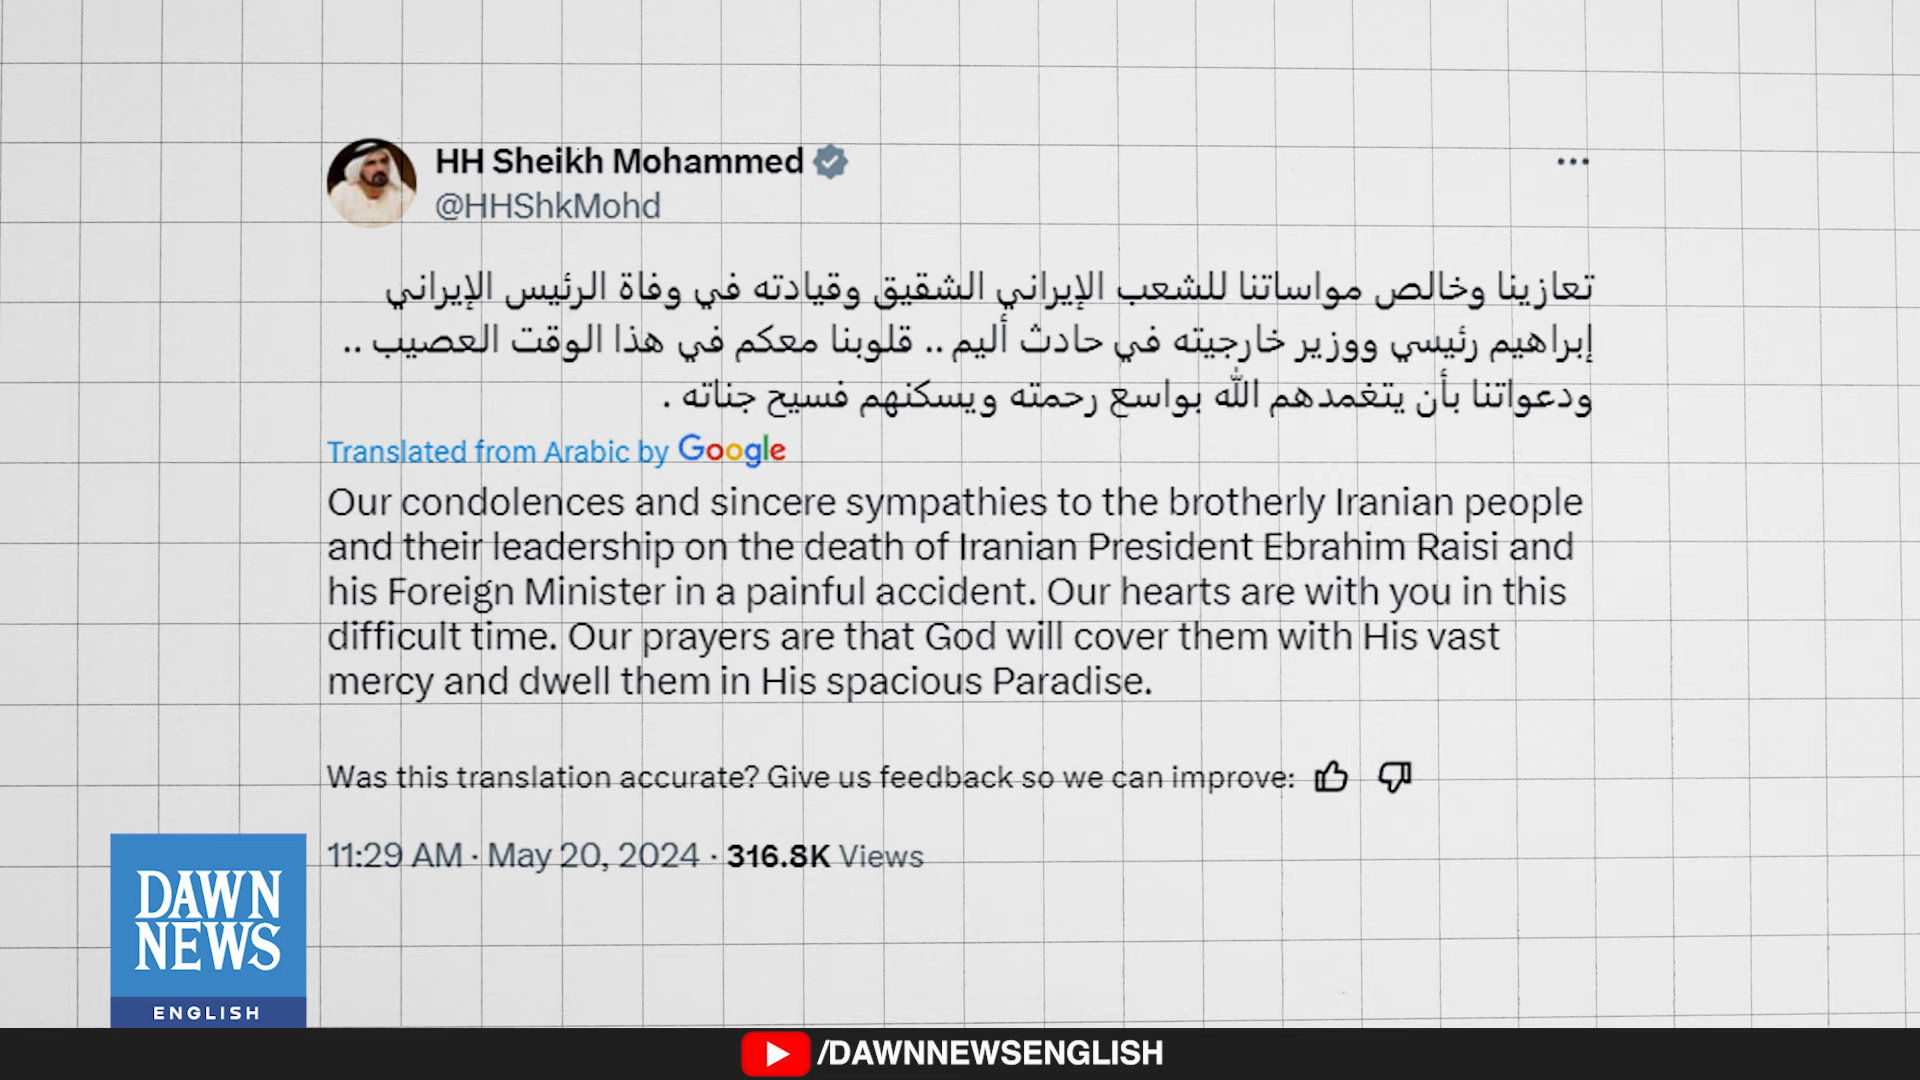 HH Sheikh Mohammed
@HHShkMohd
تعازينا وخالص مواساتنا للشعب الإيراني الشقيق وقيادته في وفاة الرئيس الإيراني
إبراهيم رئيسي ووزير خارجيته في حادث أليم .. قلوبنا معكم في هذا الوقت العصيب ..
ودعواتنا بأن يتغمدهم الله بواسع رحمته ويسكنهم فسيح جناته .
Translated from Arabic by Google
Our condolences and sincere sympathies to the brotherly Iranian people
and their leadership on the death of Iranian President Ebrahim Raisi and
his Foreign Minister in a painful accident. Our hearts are with you in this
difficult time. Our prayers are that God will cover them with His vast
mercy and dwell them in His spacious Paradise.
Was this translation accurate? Give us feedback so we can improve:
11:29 AM · May 20, 2024 · 316.8K Views
DAWN
NEWS
ENGLISH
/DAWNNEWSENGLISH